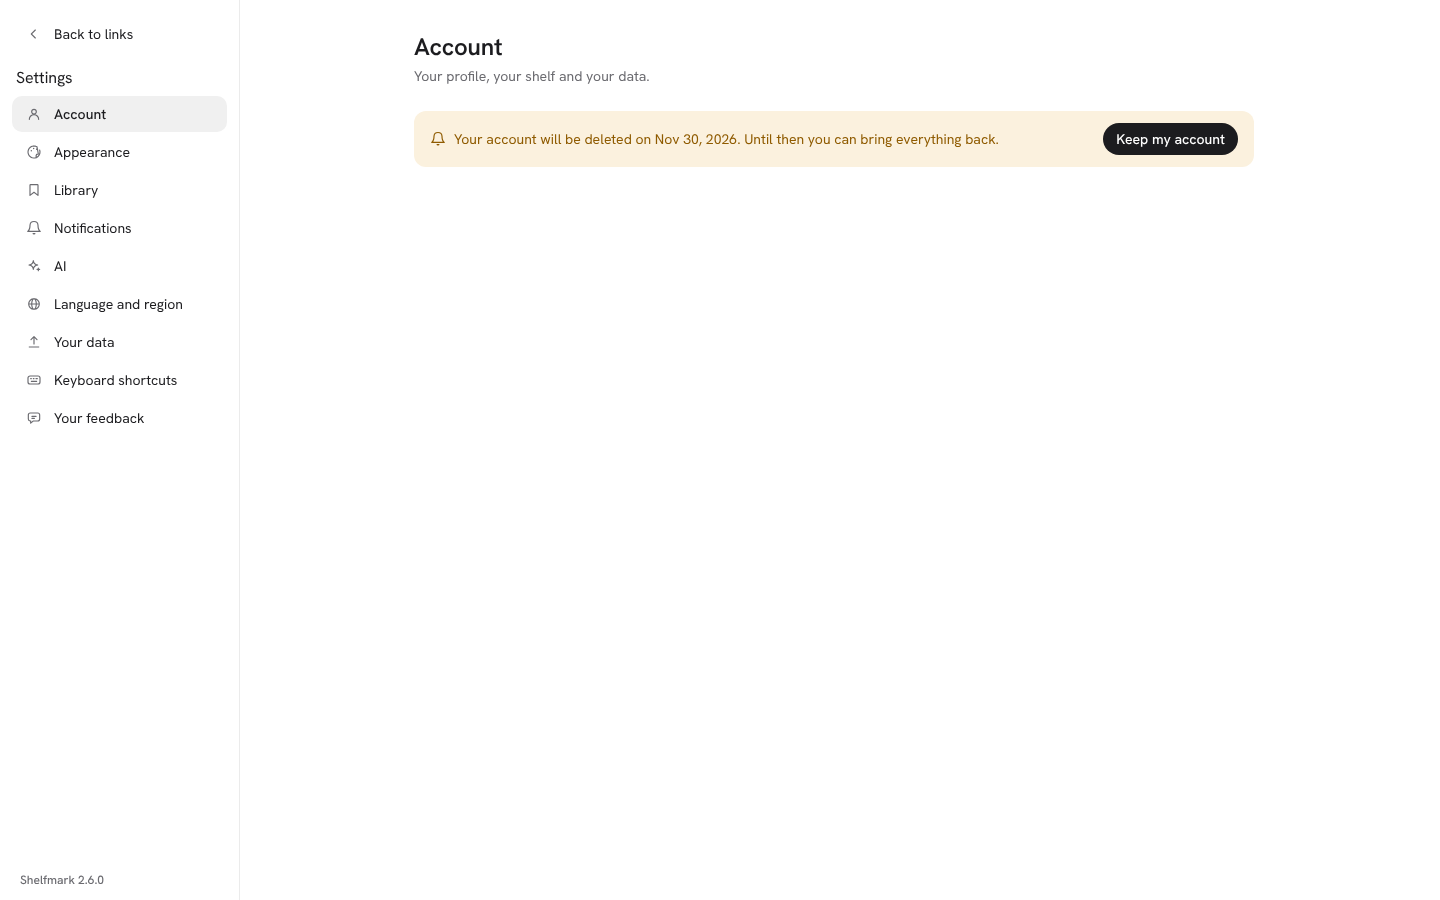 Back to links
Settings
Account
Appearance
Library
Notifications
AI
Language and region
Your data
Keyboard shortcuts
Your feedback
Shelfmark 2.6.0
Account
Your profile, your shelf and your data.
Your account will be deleted on Nov 30, 2026. Until then you can bring everything back.
Keep my account